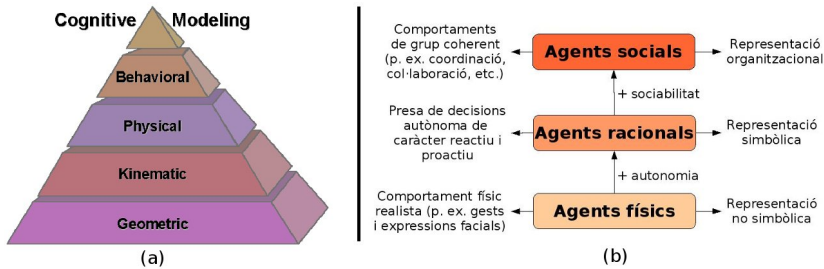 Cognitive Modeling
Behavioral
Physical
Kinematic
Geometric
(a)
Comportaments
de grup coherent
(p. ex. coordinació,
col·laboració, etc.)
Agents socials
Representació
organitzacional
+ sociabilitat
Presa de decisions
autònoma de
caràcter reactiu i
proactiu
Agents racionals
Representació
simbòlica
+ autonomia
Comportament físic
realista (p. ex. gests
i expressions facials)
Agents físics
Representació
no simbòlica
(b)